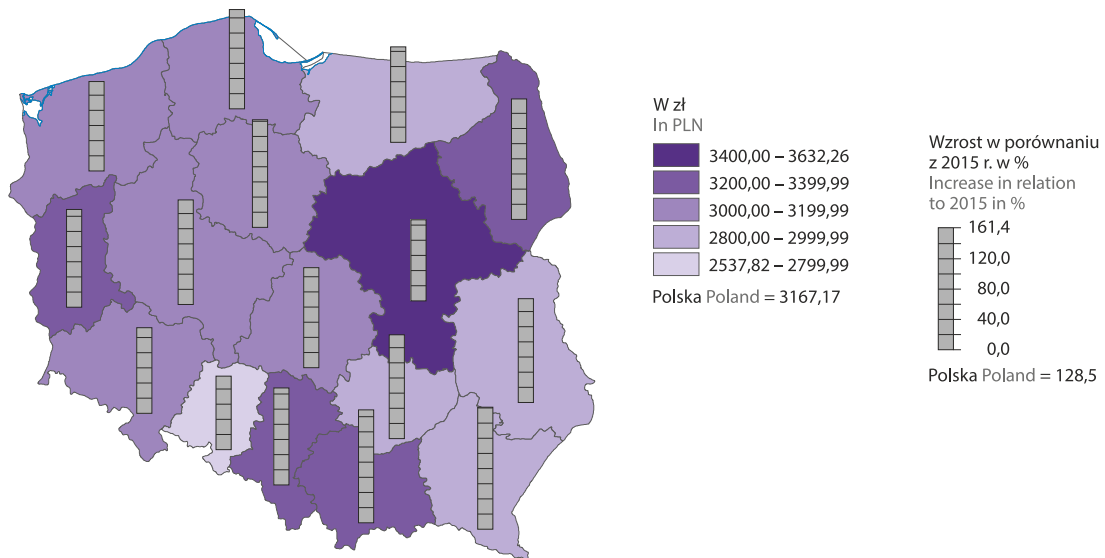 W zł
In PLN
3400,00 – 3632,26
3200,00 – 3399,99
3000,00 – 3199,99
2800,00 – 2999,99
2537,82 – 2799,99
Polska Poland = 3167,17
Wzrost w porównaniu
z 2015 r. w %
Increase in relation
to 2015 in %
161,4
120,0
80,0
40,0
0,0
Polska Poland = 128,5